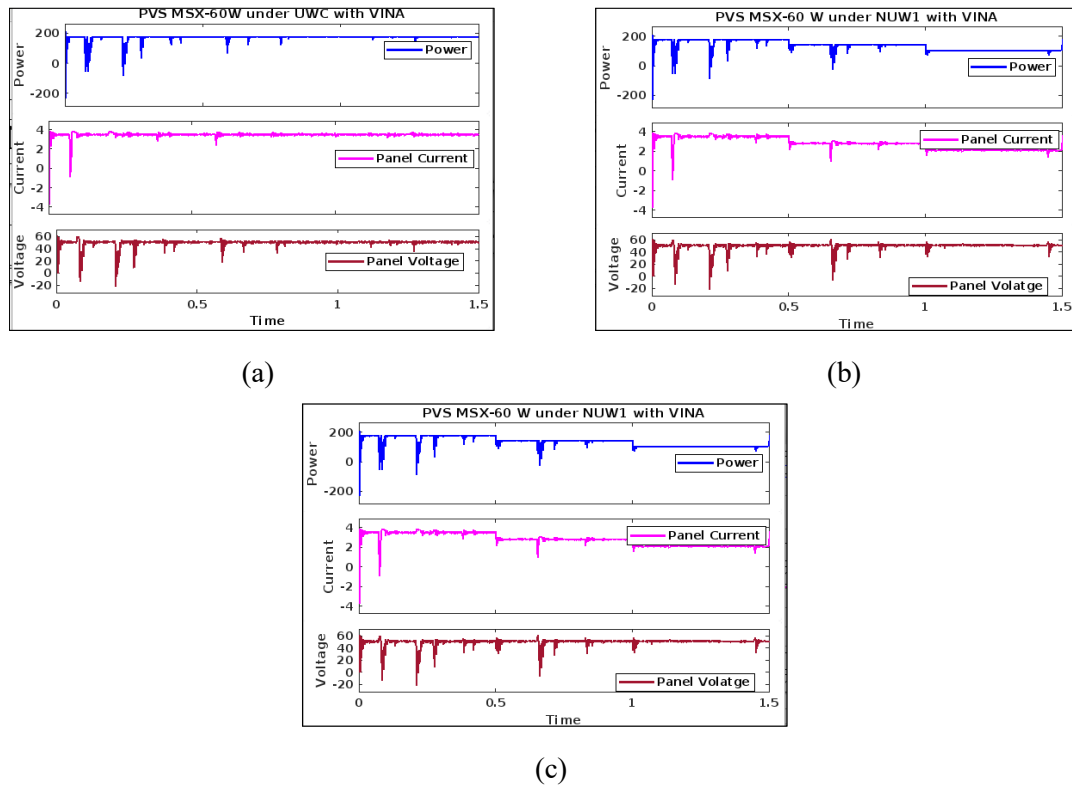 PVS MSX-60W under UWC with VINA
200
0
-200
Power
Power
4
2
0
-2
-4
Current
Panel Current
60
40
20
0
-20
Voltage
Panel Voltage
0
0.5
1
1.5
Time
(a)
PVS MSX-60 W under NUW1 with VINA
200
0
-200
Power
Power
4
2
0
-2
-4
Current
Panel Current
60
40
20
0
-20
Voltage
Panel Volatge
0
0.5
1
1.5
Time
(b)
PVS MSX-60 W under NUW1 with VINA
200
0
-200
Power
Power
4
2
0
-2
-4
Current
Panel Current
60
40
20
0
-20
Voltage
Panel Volatge
0
0.5
1
1.5
Time
(c)